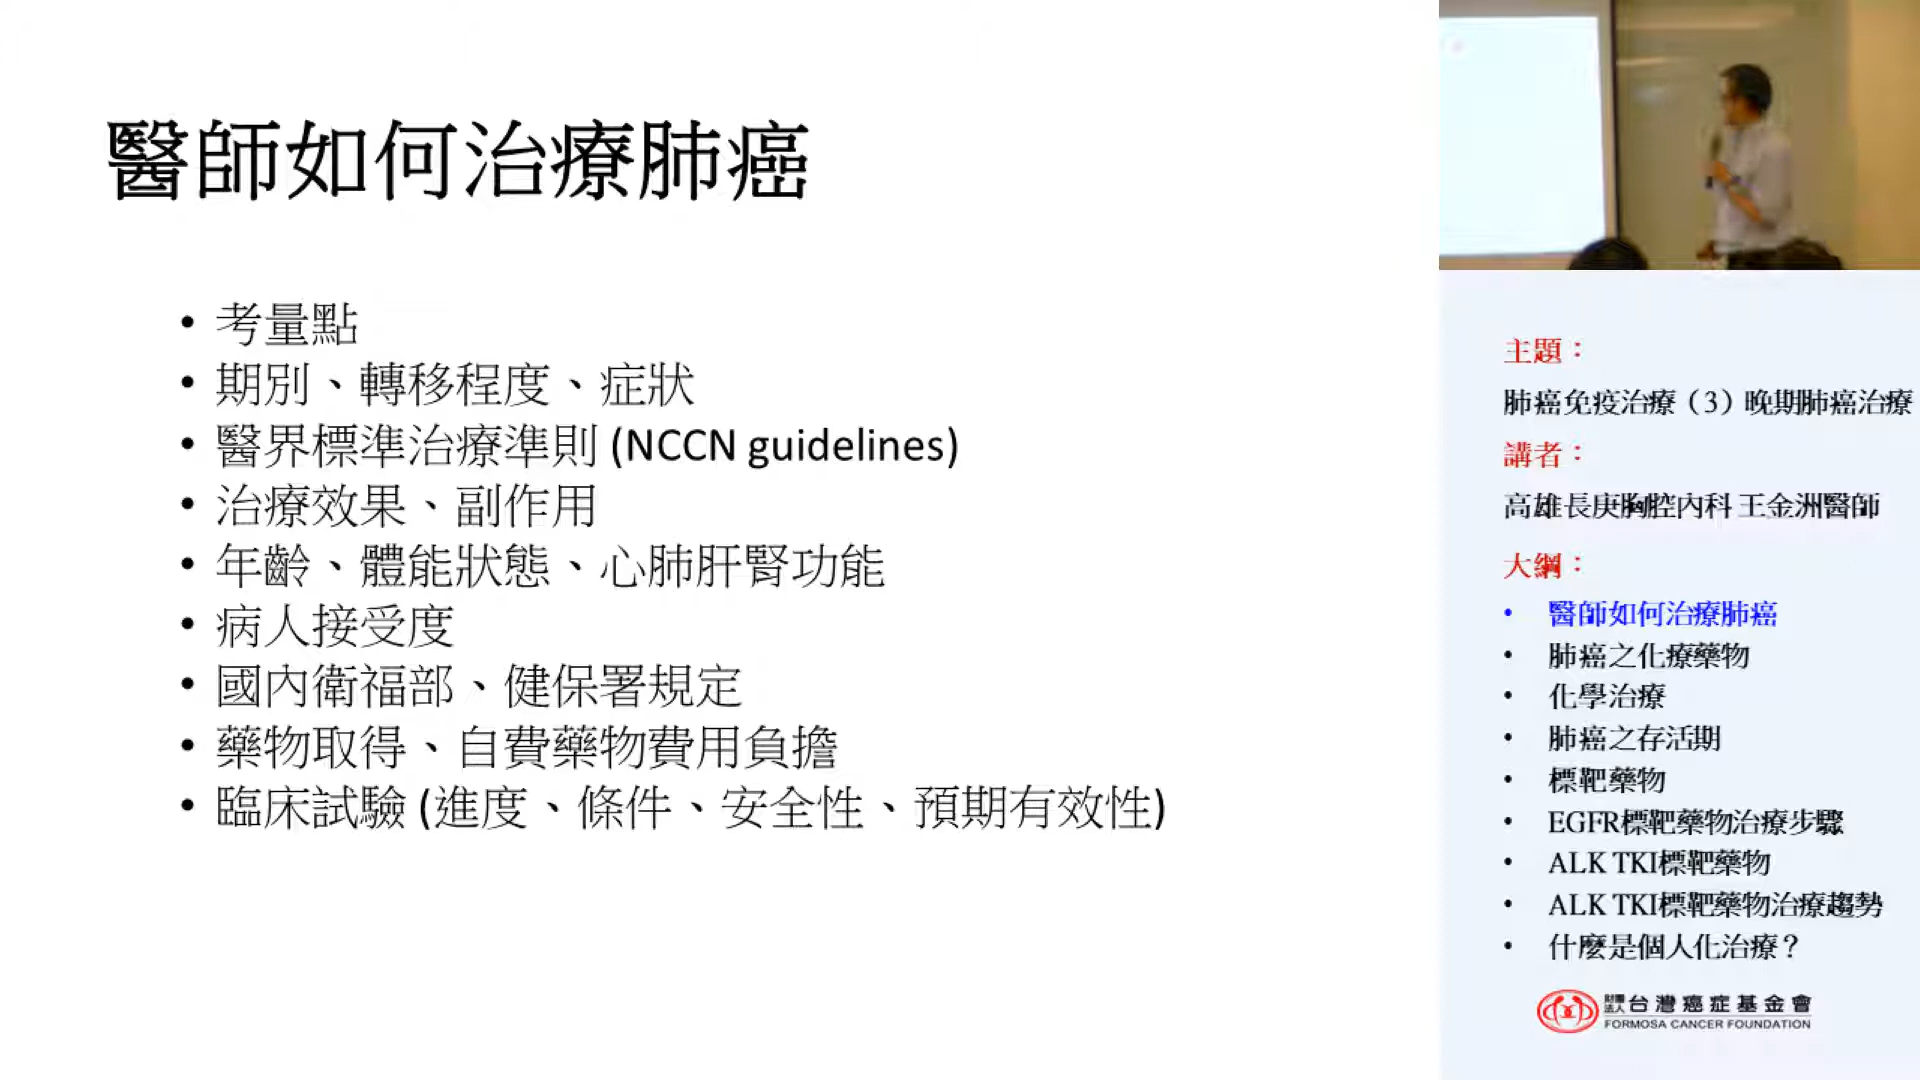 醫師如何治療肺癌
• 考量點
• 期別、轉移程度、症狀
• 醫界標準治療準則 (NCCN guidelines)
• 治療效果、副作用
• 年齡、體能狀態、心肺肝腎功能
• 病人接受度
• 國內衛福部、健保署規定
• 藥物取得、自費藥物費用負擔
• 臨床試驗 (進度、條件、安全性、預期有效性)
主題：
肺癌免疫治療（3）晚期肺癌治療
講者：
高雄長庚胸腔內科 王金洲醫師
大綱：
• 醫師如何治療肺癌
• 肺癌之化療藥物
• 化學治療
• 肺癌之存活期
• 標靶藥物
• EGFR標靶藥物治療步驟
• ALK TKI標靶藥物
• ALK TKI標靶藥物治療趨勢
• 什麼是個人化治療？
財團法人台灣癌症基金會
FORMOSA CANCER FOUNDATION